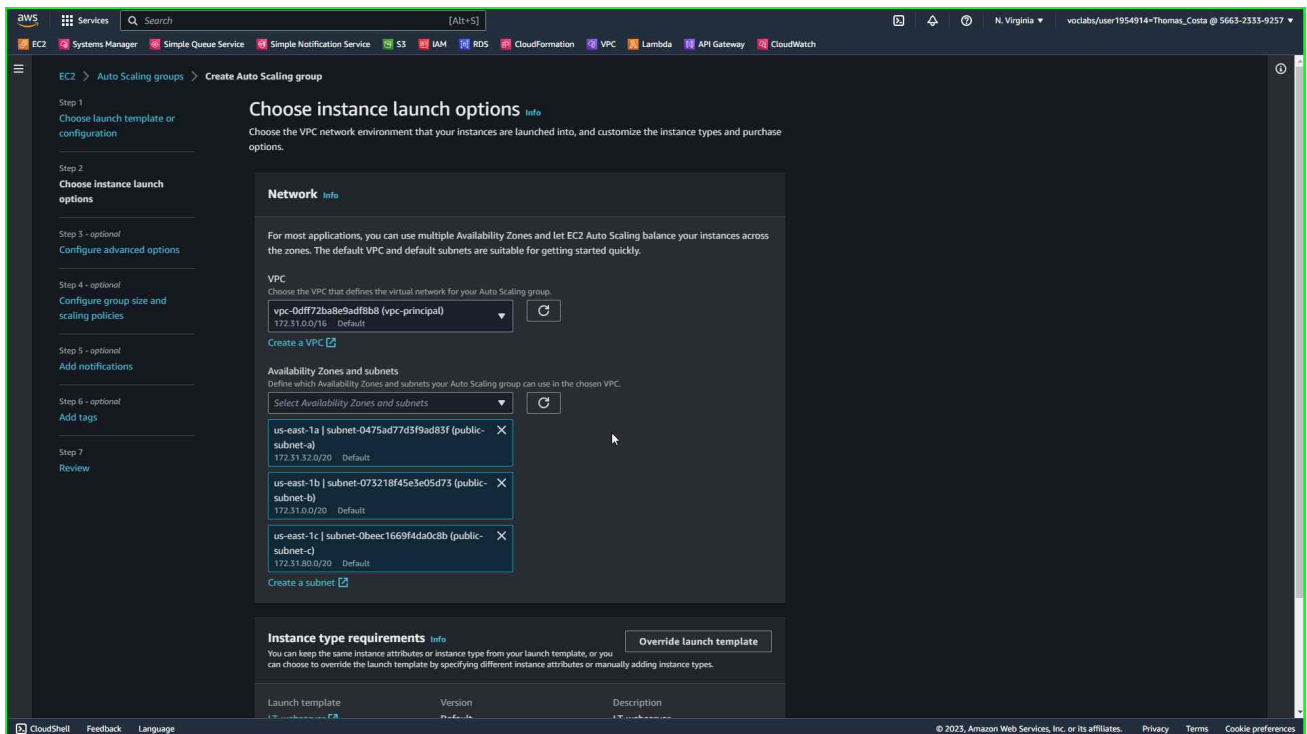 aws Services Search [Alt+S] N. Virginia voclabs/user1954914=Thomas_Costa @ 5663-2333-9257
EC2 Systems Manager Simple Queue Service Simple Notification Service S3 IAM RDS CloudFormation VPC Lambda API Gateway CloudWatch
EC2 > Auto Scaling groups > Create Auto Scaling group
Step 1
Choose launch template or
configuration
Step 2
Choose instance launch
options
Step 3 - optional
Configure advanced options
Step 4 - optional
Configure group size and
scaling policies
Step 5 - optional
Add notifications
Step 6 - optional
Add tags
Step 7
Review
Choose instance launch options Info
Choose the VPC network environment that your instances are launched into, and customize the instance types and purchase
options.
Network Info
For most applications, you can use multiple Availability Zones and let EC2 Auto Scaling balance your instances across
the zones. The default VPC and default subnets are suitable for getting started quickly.
VPC
Choose the VPC that defines the virtual network for your Auto Scaling group.
vpc-0dff72ba8e9adf8b8 (vpc-principal)
172.31.0.0/16 Default
Create a VPC
Availability Zones and subnets
Define which Availability Zones and subnets your Auto Scaling group can use in the chosen VPC.
Select Availability Zones and subnets
us-east-1a | subnet-0475ad77d3f9ad83f (public-
subnet-a)
172.31.32.0/20 Default
us-east-1b | subnet-073218f45e3e05d73 (public-
subnet-b)
172.31.0.0/20 Default
us-east-1c | subnet-0beec1669f4da0c8b (public-
subnet-c)
172.31.80.0/20 Default
Create a subnet
Instance type requirements Info
Override launch template
You can keep the same instance attributes or instance type from your launch template, or you
can choose to override the launch template by specifying different instance attributes or manually adding instance types.
Launch template Version Description
CloudShell Feedback Language © 2023, Amazon Web Services, Inc. or its affiliates. Privacy Terms Cookie preferences